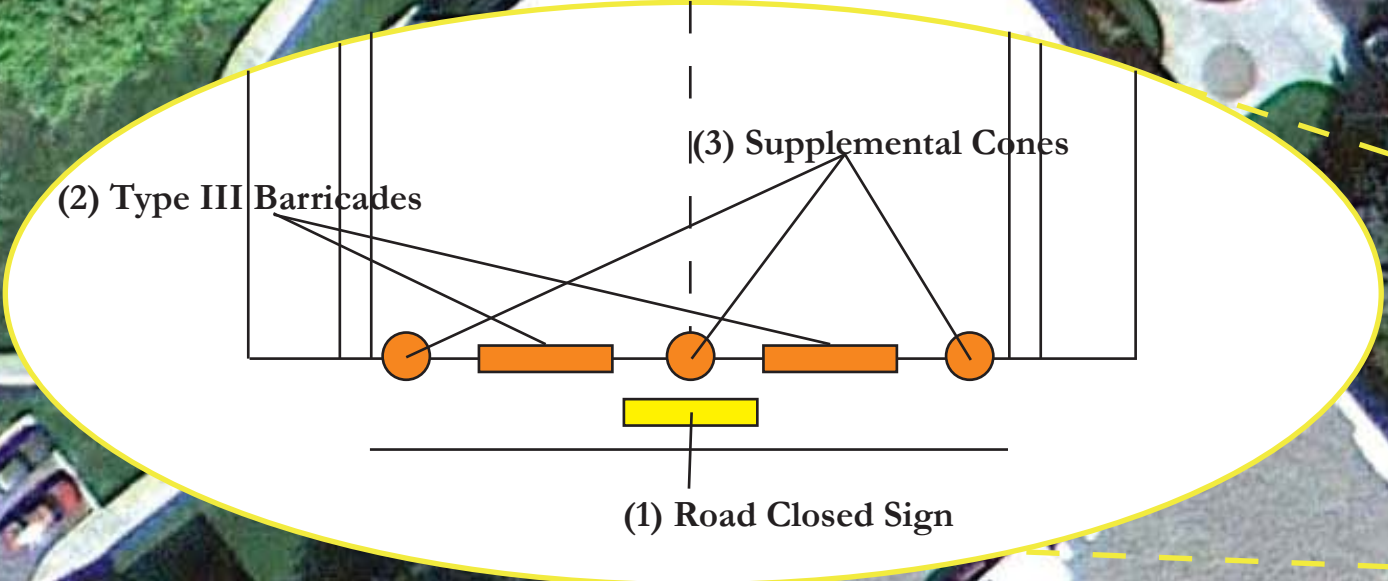 (3) Supplemental Cones
(2) Type III Barricades
(1) Road Closed Sign